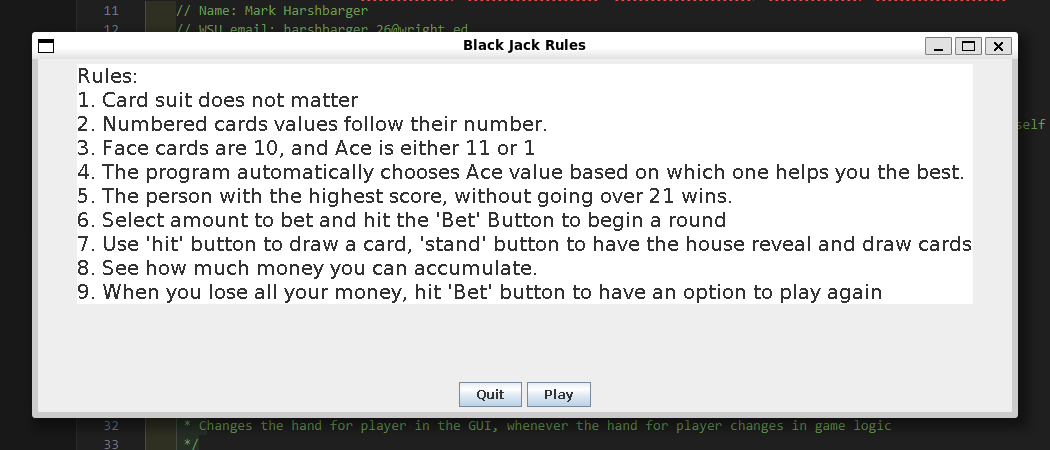 11 // Name: Mark Harshbarger
12 // WSU email: harshbarger.26@wright.ed
Black Jack Rules
Rules:
1. Card suit does not matter
2. Numbered cards values follow their number.
3. Face cards are 10, and Ace is either 11 or 1
self
4. The program automatically chooses Ace value based on which one helps you the best.
5. The person with the highest score, without going over 21 wins.
6. Select amount to bet and hit the 'Bet' Button to begin a round
7. Use 'hit' button to draw a card, 'stand' button to have the house reveal and draw cards
8. See how much money you can accumulate.
9. When you lose all your money, hit 'Bet' button to have an option to play again
Quit Play
32 * Changes the hand for player in the GUI, whenever the hand for player changes in game logic
33 */